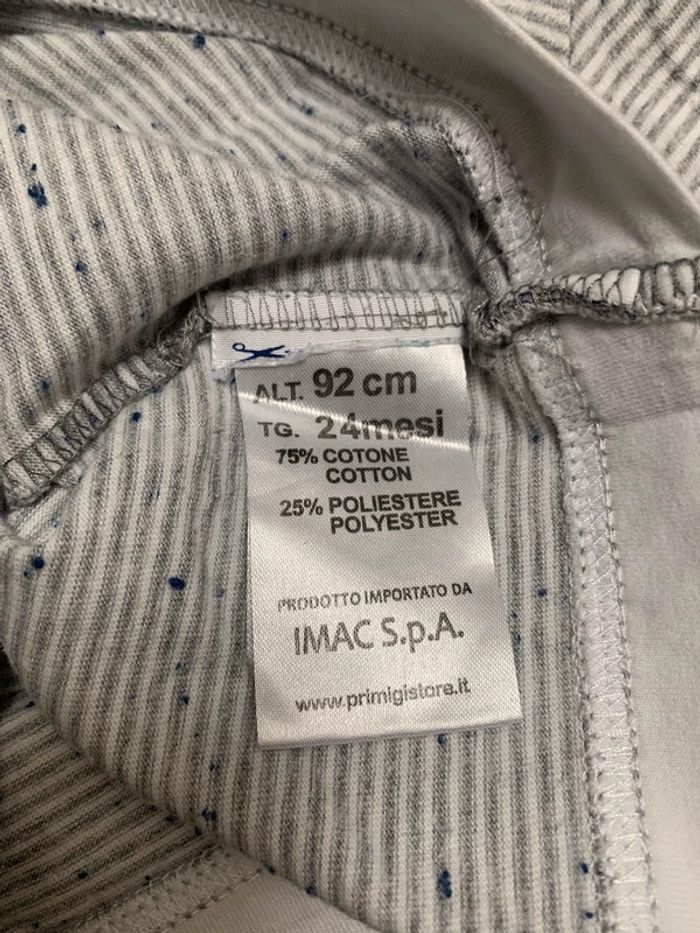 ALT. 92 cm
TG. 24mesi
75% COTONE
COTTON
25% POLIESTERE
POLYESTER
PRODOTTO IMPORTATO DA
IMAC S.p.A.
www.primigistore.it